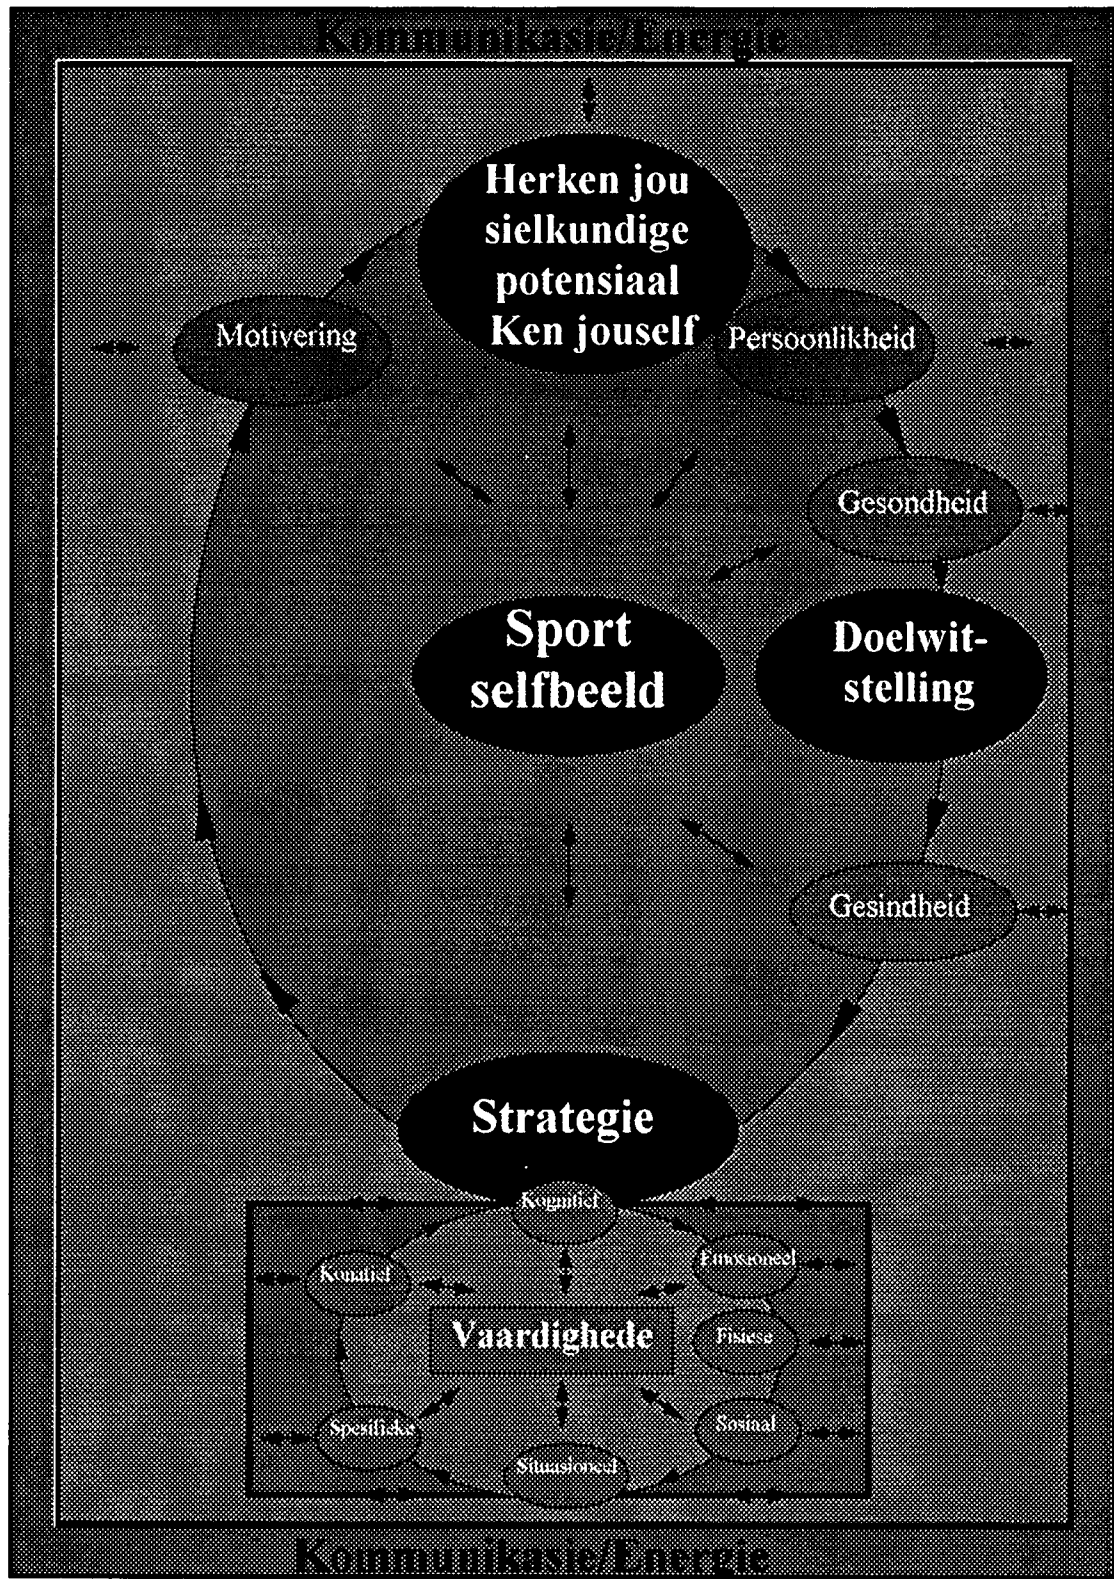 Kommunikasie/Energie
Herken jou
sielkundige
potensiaal
Ken jouself
Motivering
Persoonlikheid
Gesondheid
Sport
selfbeeld
Doelwit-
stelling
Gesindheid
Strategie
Kognitief
Konatief
Emosioneel
Vaardighede
Fisiese
Spesifieke
Sosiaal
Situasioneel
Kommunikasie/Energie